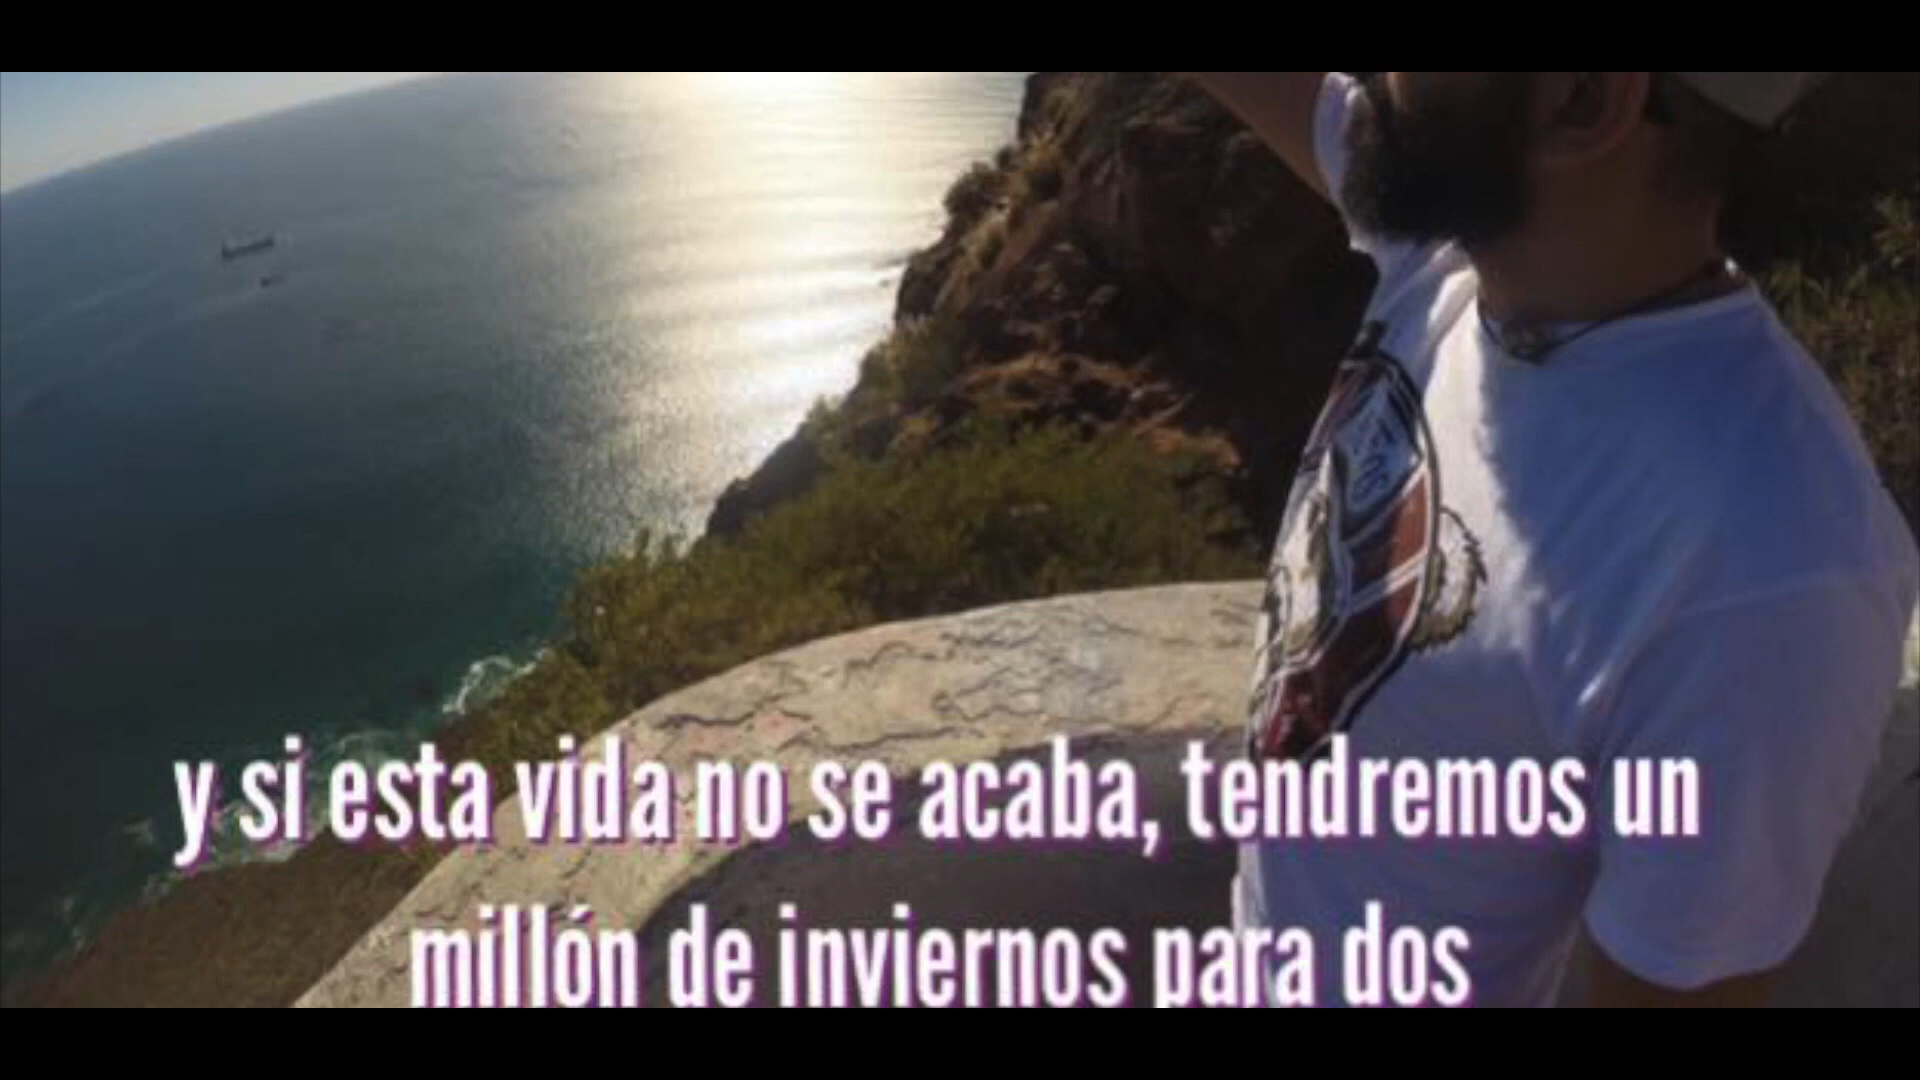 y si esta vida no se acaba, tendremos un
millón de inviernos para dos